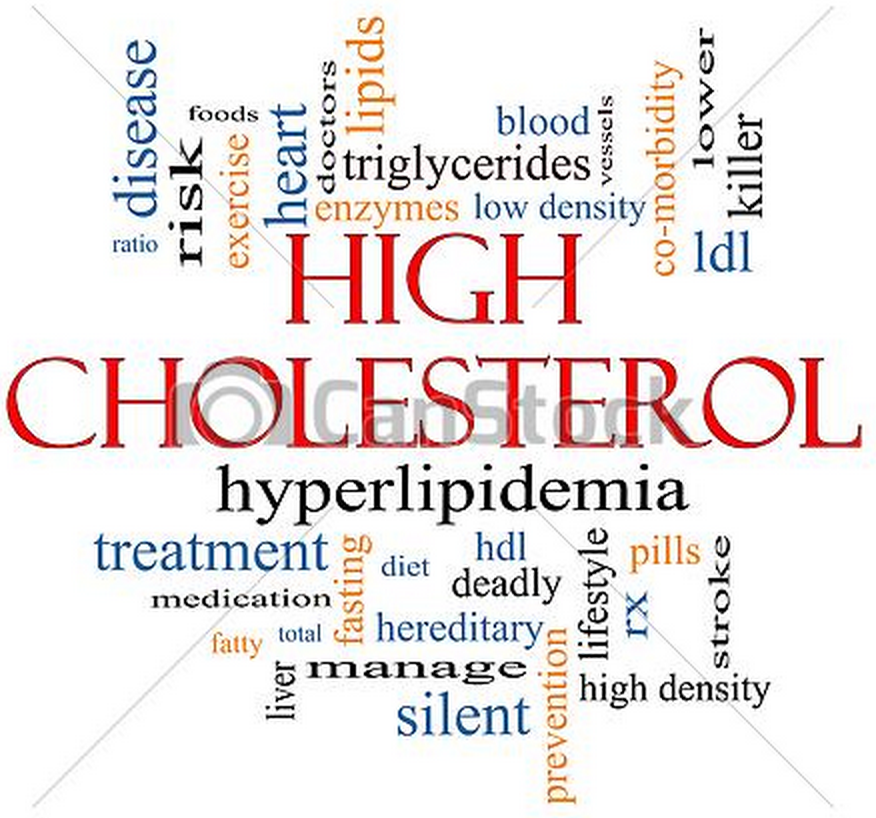 disease
foods
risk
ratio
exercise
heart
doctors
lipids
triglycerides
enzymes
blood
vessels
low density
co-morbidity
lower
killer
ldl
HIGH
CHOLESTEROL
CanStock
hyperlipidemia
treatment
fasting
diet
hdl
deadly
lifestyle
pills
rx
stroke
medication
fatty
total
hereditary
liver
manage
silent
prevention
high density